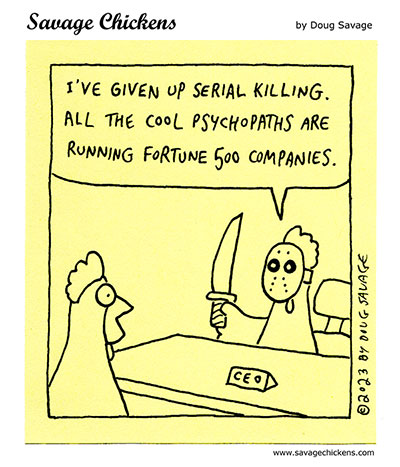 Savage Chickens
by Doug Savage
I'VE GIVEN UP SERIAL KILLING.
ALL THE COOL PSYCHOPATHS ARE
RUNNING FORTUNE 500 COMPANIES.
CEO
©2023 BY DOUG SAVAGE
www.savagechickens.com